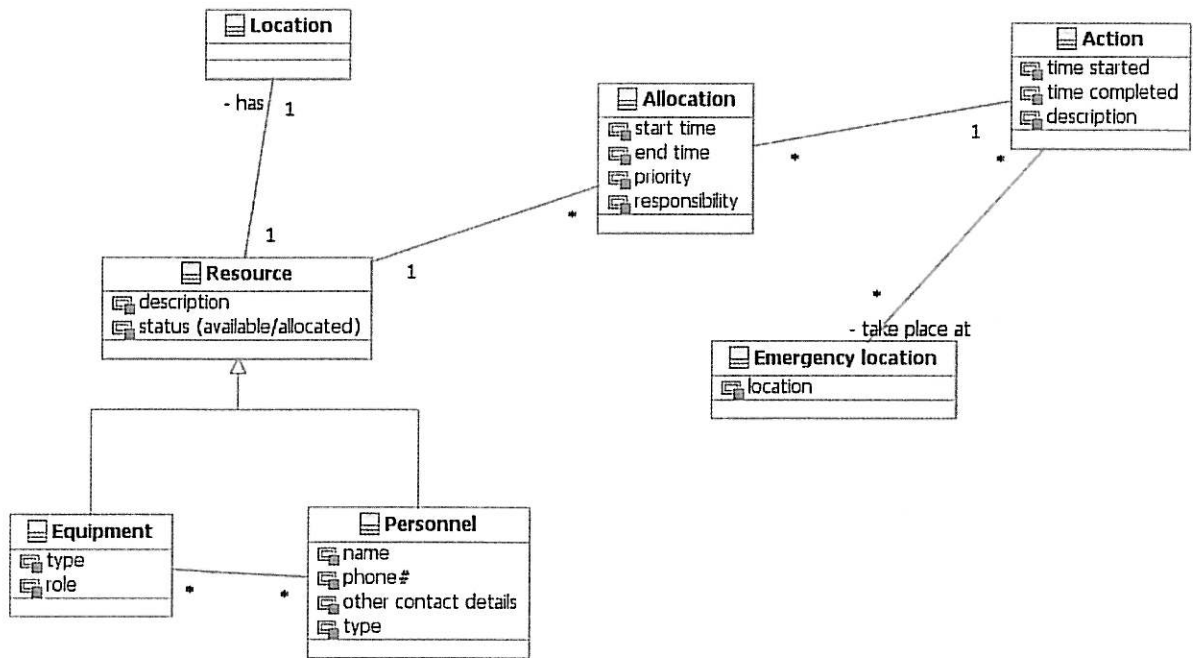 Location
- has
1
1
Resource
description
status (available/allocated)
1
*
Allocation
start time
end time
priority
responsibility
*
1
Action
time started
time completed
description
*
*
- take place at
Emergency location
location
Equipment
type
role
*
*
Personnel
name
phone#
other contact details
type